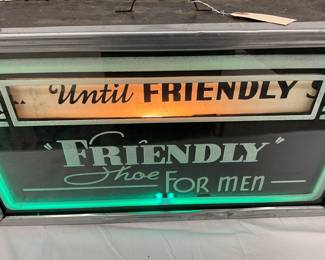 Until FRIENDLY S
"FRIENDLY"
Shoe FOR MEN